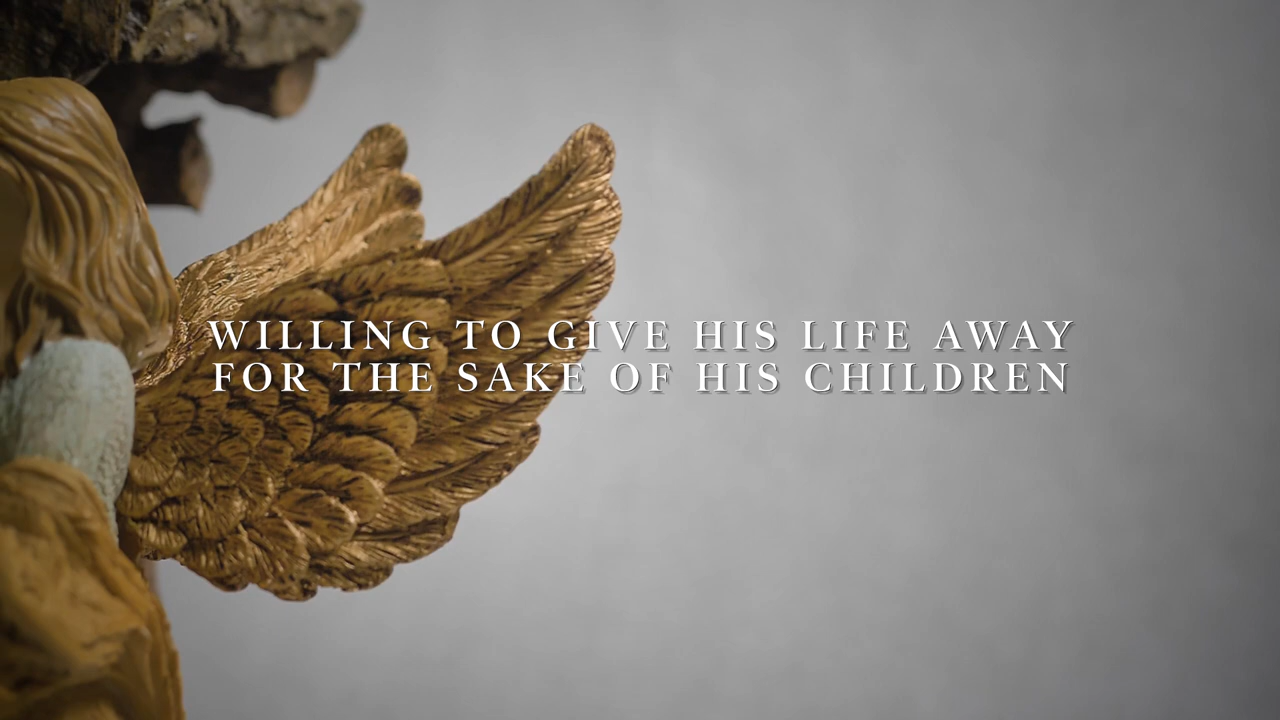 WILLING TO GIVE HIS LIFE AWAY
FOR THE SAKE OF HIS CHILDREN